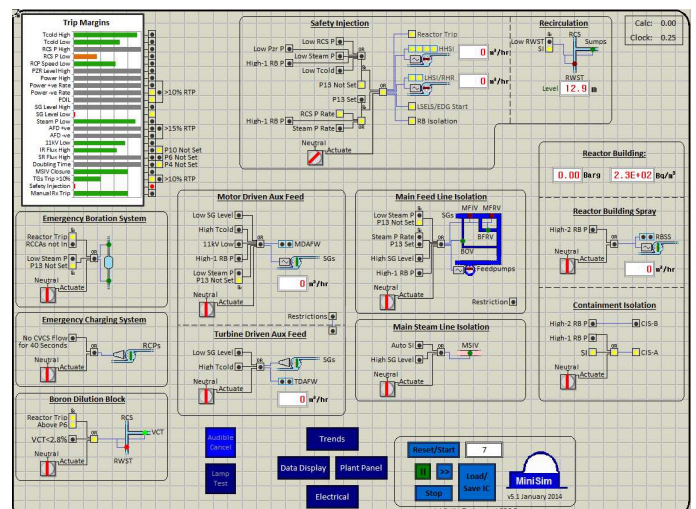 Trip Margins
Tcold High
Tcold Low
RCS P High
RCS P Low
RCP Speed Low
PZR Level High
Power High
Power +ve Rate
Power -ve Rate
PDIL
SG Level High
SG Level Low
Steam P Low
AFD +ve
AFD -ve
11kV Low
IR Flux High
SR Flux High
Doubling Time
MSIV Closure
TGs Trip >10%
Safety Injection
Manual Rx Trip
>10% RTP
>15% RTP
P10 Not Set
P6 Not Set
P4 Not Set
>10% RTP
Safety Injection
Low RCS P
Low Pzr P
Low Steam P
High-1 RB P
Low Tcold
P13 Not Set
P13 Set
RCS P Rate
High-1 RB P
Steam P Rate
Neutral
Actuate
OR
&
Reactor Trip
HHSI
0 m³/hr
LHSI/RHR
0 m³/hr
LSELS/EDG Start
RB Isolation
Recirculation
Low RWST
SI
&
RCS
Sumps
RWST
Level 12.9 m
Calc: 0.00
Clock: 0.25
Reactor Building:
0.00 Barg 2.3E+02 Bq/m³
Reactor Building Spray
High-2 RB P
OR
RBSS
Neutral
Actuate
0 m³/hr
Containment Isolation
High-2 RB P
CIS-B
High-1 RB P
SI
OR
CIS-A
Neutral
Actuate
Emergency Boration System
Reactor Trip
RCCAs not In
Low Steam P
P13 Not Set
&
OR
Neutral
Actuate
Emergency Charging System
No CVCS Flow
for 40 Seconds
OR
RCPs
Neutral
Actuate
Boron Dilution Block
Reactor Trip
Above P6
VCT<2.8%
&
OR
RCS
VCT
RWST
Neutral
Actuate
Motor Driven Aux Feed
Low SG Level
High Tcold
11kV Low
High-1 RB P
Low Steam P
P13 Not Set
&
OR
MDAFW
SGs
0 m³/hr
Neutral
Actuate
Restrictions
Turbine Driven Aux Feed
Low SG Level
High Tcold
OR
SGs
TDAFW
0 m³/hr
Neutral
Actuate
Main Feed Line Isolation
Low Steam P
P13 Not Set
Steam P Rate
P13 Set
High SG Level
High-1 RB P
&
OR
SGs
MFIV
MFRV
BFRV
BOV
Feedpumps
Neutral
Actuate
Restriction
Main Steam Line Isolation
Auto SI
High SG Level
OR
MSIV
Neutral
Actuate
Audible
Cancel
Lamp
Test
Trends
Data Display
Plant Panel
Electrical
Reset/Start
7
II
>>
Stop
Load/
Save IC
MiniSim
v5.1 January 2014